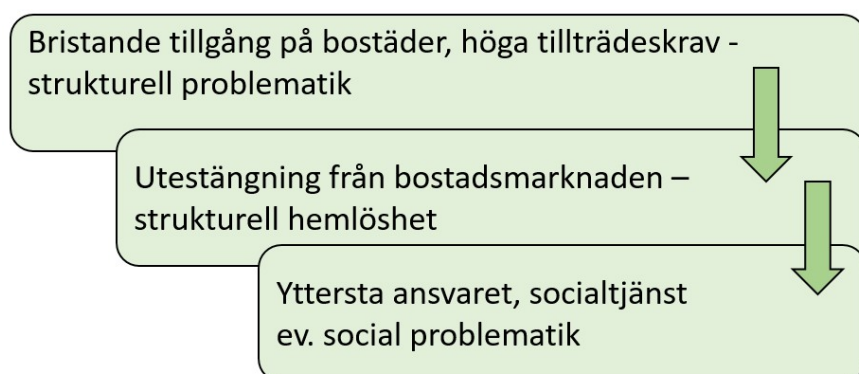 Bristande tillgång på bostäder, höga tillträdeskrav -
strukturell problematik
Utestängning från bostadsmarknaden –
strukturell hemlöshet
Yttersta ansvaret, socialtjänst
ev. social problematik